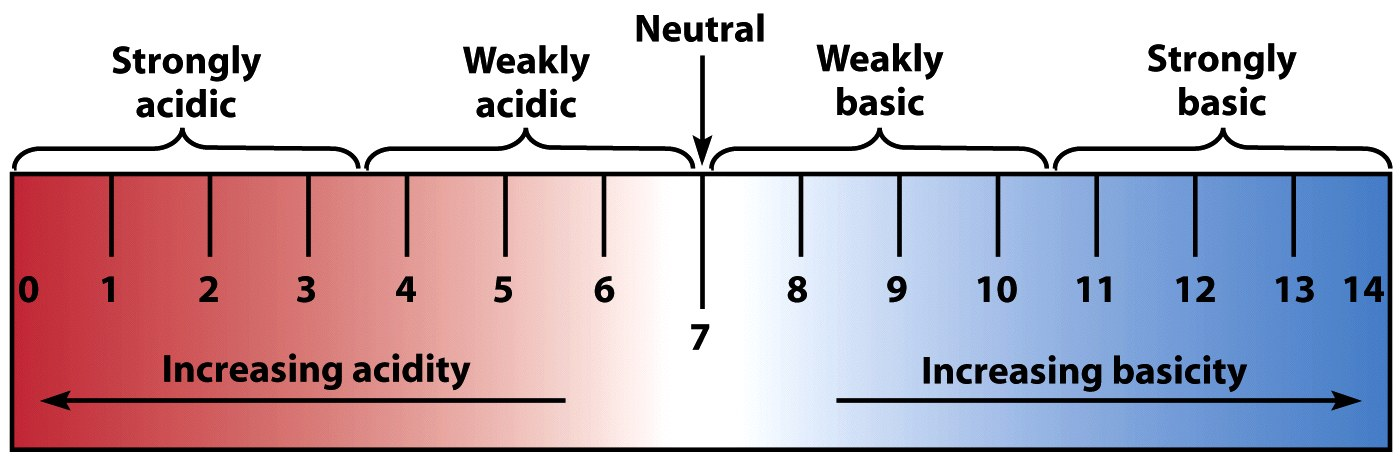 Neutral
Strongly
acidic
Weakly
acidic
Weakly
basic
Strongly
basic
0 1 2 3 4 5 6 7 8 9 10 11 12 13 14
Increasing acidity
Increasing basicity